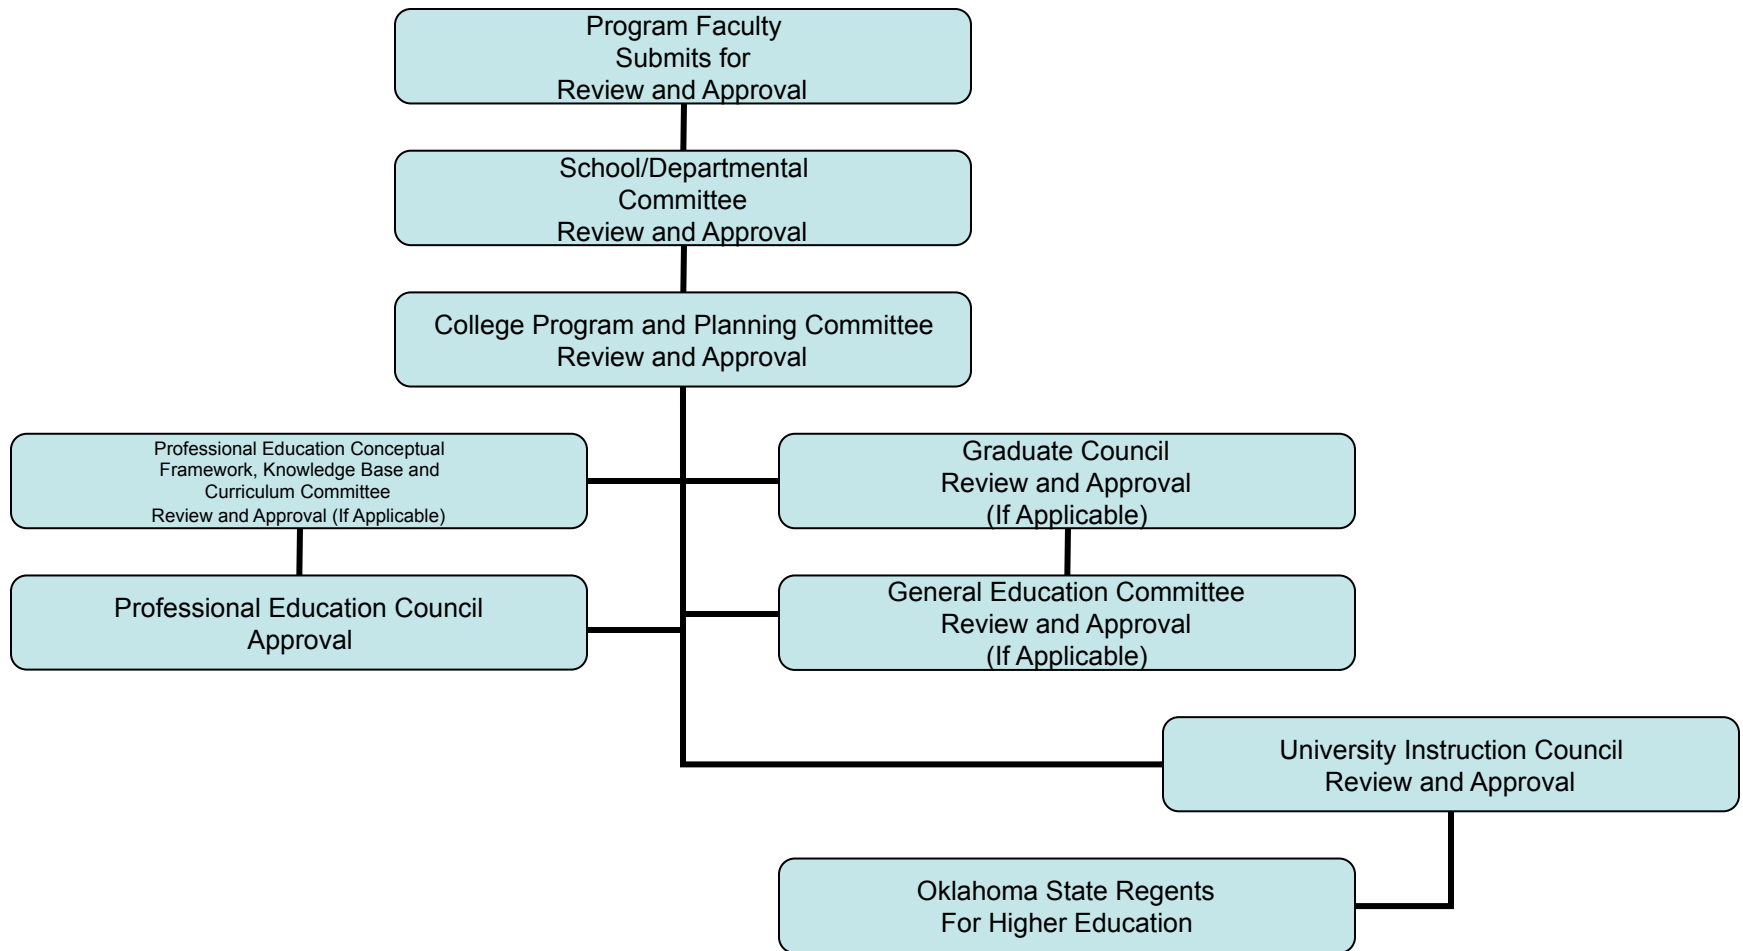 Program Faculty
Submits for
Review and Approval
School/Departmental
Committee
Review and Approval
College Program and Planning Committee
Review and Approval
Professional Education Conceptual
Framework, Knowledge Base and
Curriculum Committee
Review and Approval (If Applicable)
Graduate Council
Review and Approval
(If Applicable)
Professional Education Council
Approval
General Education Committee
Review and Approval
(If Applicable)
University Instruction Council
Review and Approval
Oklahoma State Regents
For Higher Education